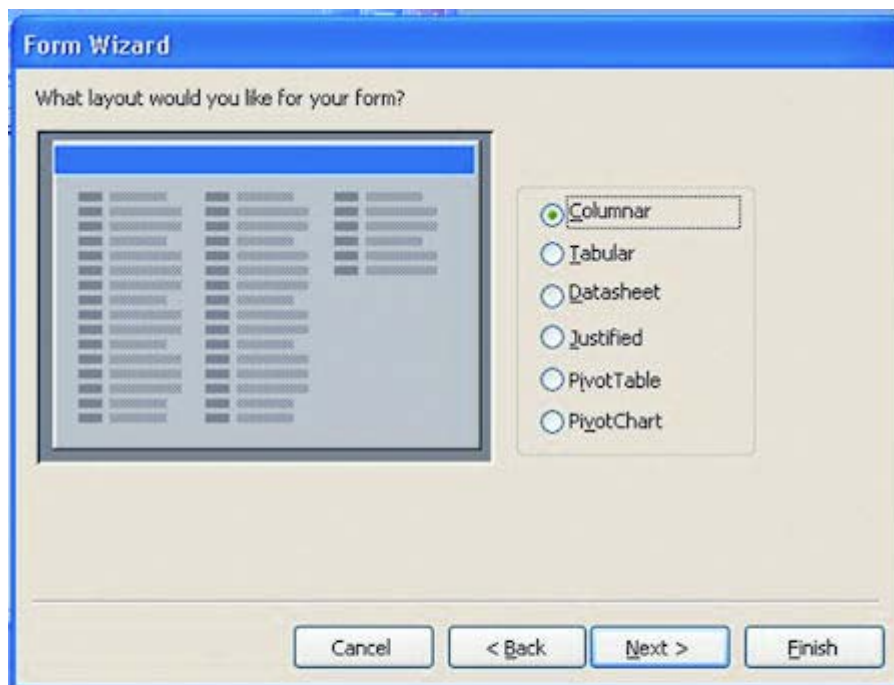 Form Wizard
What layout would you like for your form?
Columnar
Tabular
Datasheet
Justified
PivotTable
PivotChart
Cancel
< Back
Next >
Finish